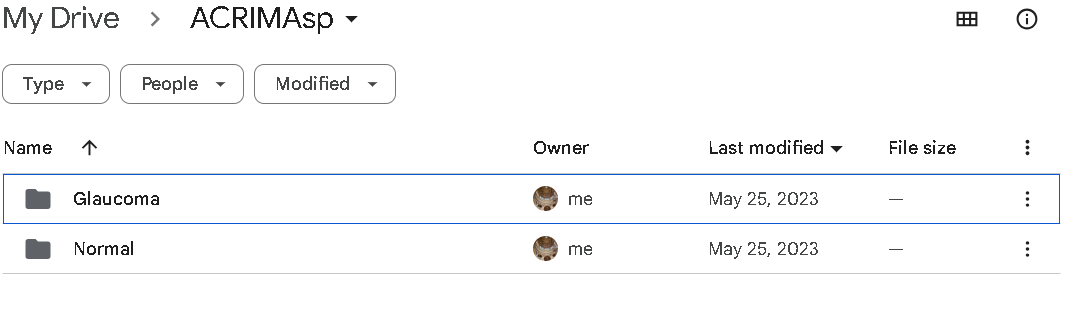 My Drive > ACRIMAsp
Type People Modified
Name Owner Last modified File size
Glaucoma me May 25, 2023 —
Normal me May 25, 2023 —